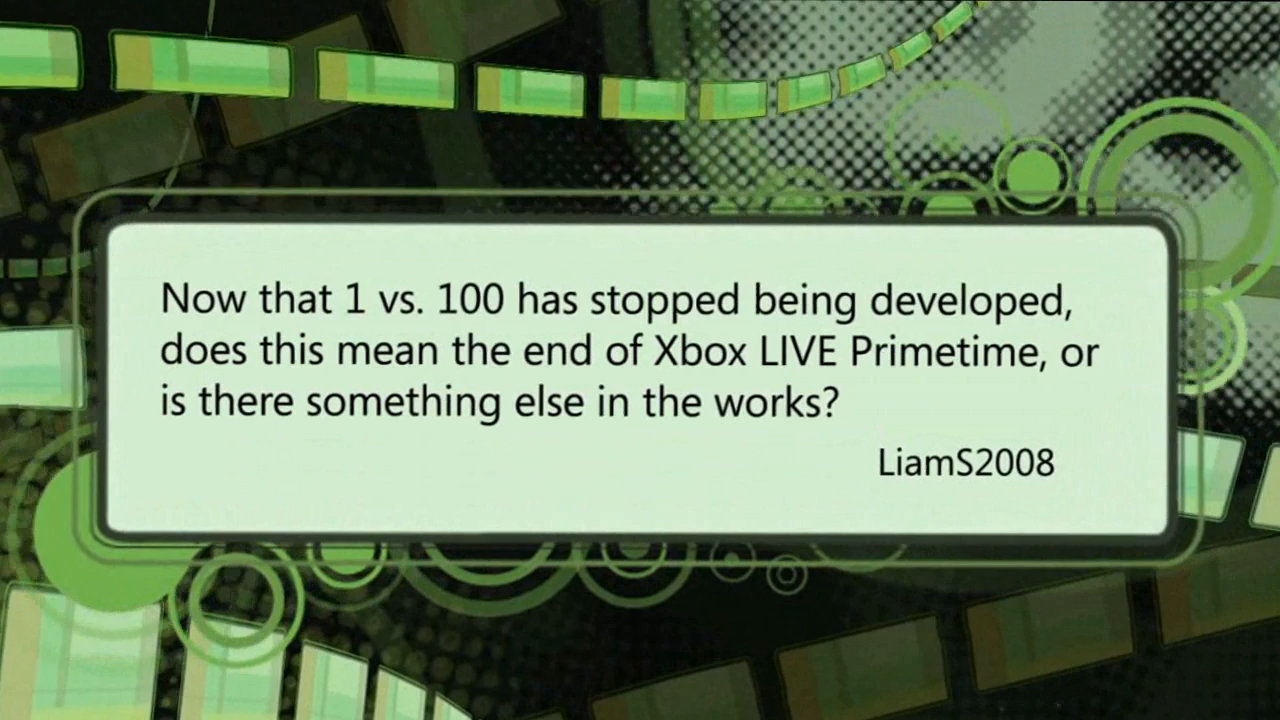 Now that 1 vs. 100 has stopped being developed,
does this mean the end of Xbox LIVE Primetime, or
is there something else in the works?
LiamS2008